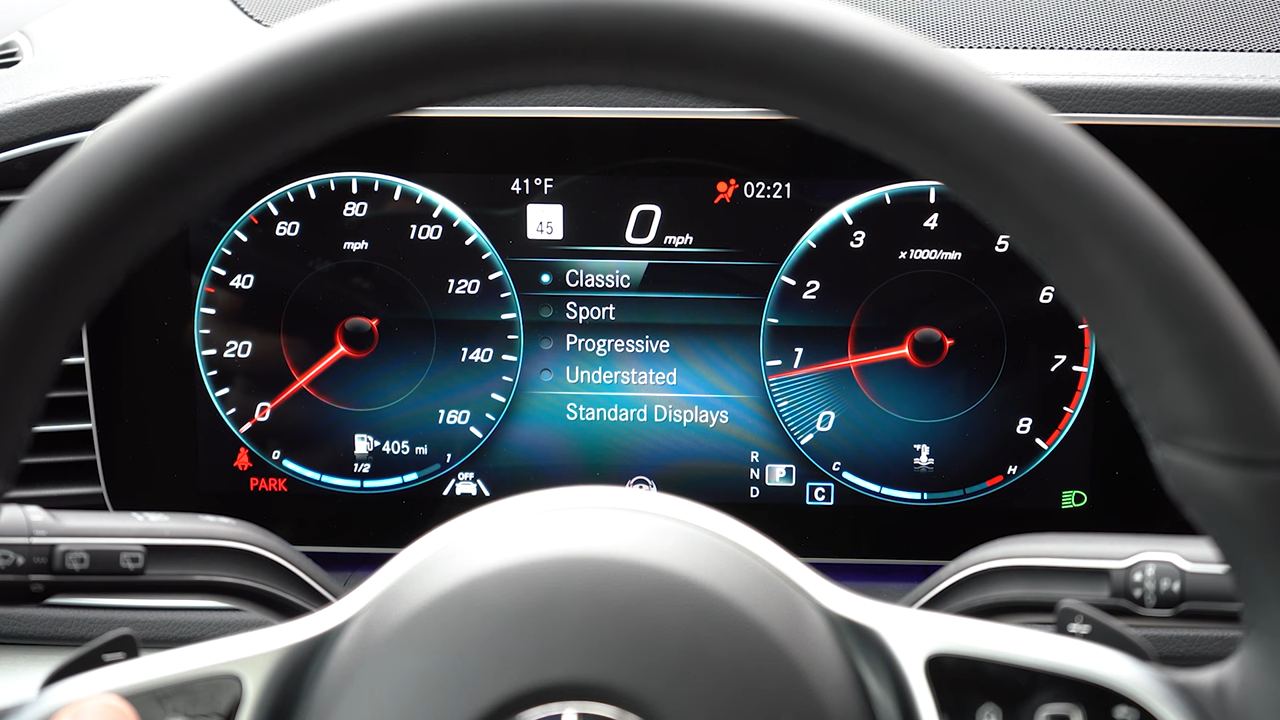 41°F
02:21
45
0 mph
Classic
Sport
Progressive
Understated
Standard Displays
0
20
40
60
80
100
120
140
160
mph
405 mi
0
1/2
1
PARK
OFF
0
1
2
3
4
5
6
7
8
x1000/min
C
H
R
N
P
D
C